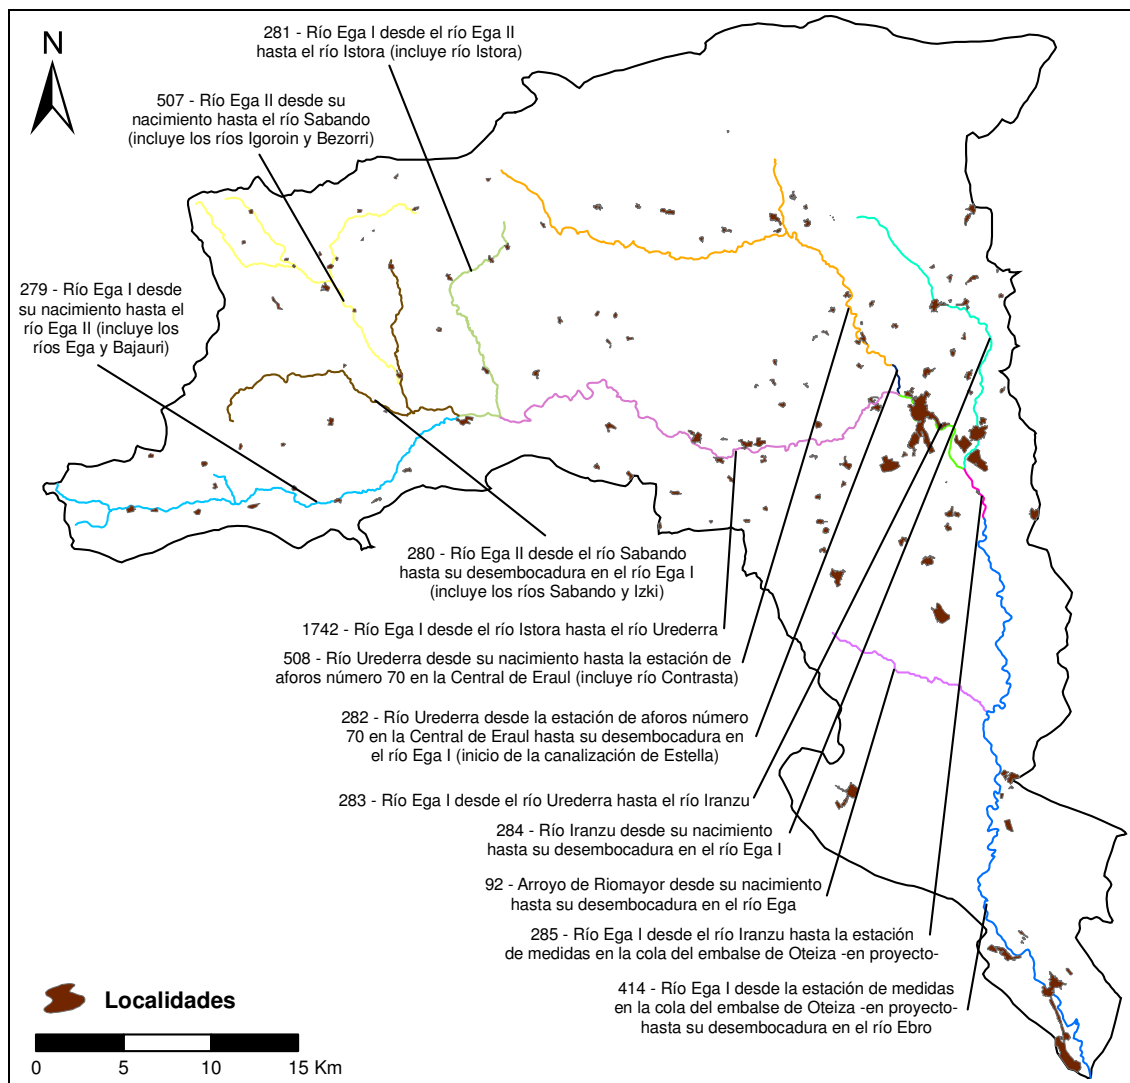 281 - Río Ega I desde el río Ega II
hasta el río Istora (incluye río Istora)
N
507 - Río Ega II desde su
nacimiento hasta el río Sabando
(incluye los ríos Igoroin y Bezorri)
279 - Río Ega I desde
su nacimiento hasta el
río Ega II (incluye los
ríos Ega y Bajauri)
280 - Río Ega II desde el río Sabando
hasta su desembocadura en el río Ega I
(incluye los ríos Sabando y Izki)
1742 - Río Ega I desde el río Istora hasta el río Urederra
508 - Río Urederra desde su nacimiento hasta la estación de
aforos número 70 en la Central de Eraul (incluye río Contrasta)
282 - Río Urederra desde la estación de aforos número
70 en la Central de Eraul hasta su desembocadura en
el río Ega I (inicio de la canalización de Estella)
283 - Río Ega I desde el río Urederra hasta el río Iranzu
284 - Río Iranzu desde su nacimiento
hasta su desembocadura en el río Ega I
92 - Arroyo de Riomayor desde su nacimiento
hasta su desembocadura en el río Ega
285 - Río Ega I desde el río Iranzu hasta la estación
de medidas en la cola del embalse de Oteiza -en proyecto-
414 - Río Ega I desde la estación de medidas
en la cola del embalse de Oteiza -en proyecto-
hasta su desembocadura en el río Ebro
Localidades
0 5 10 15 Km